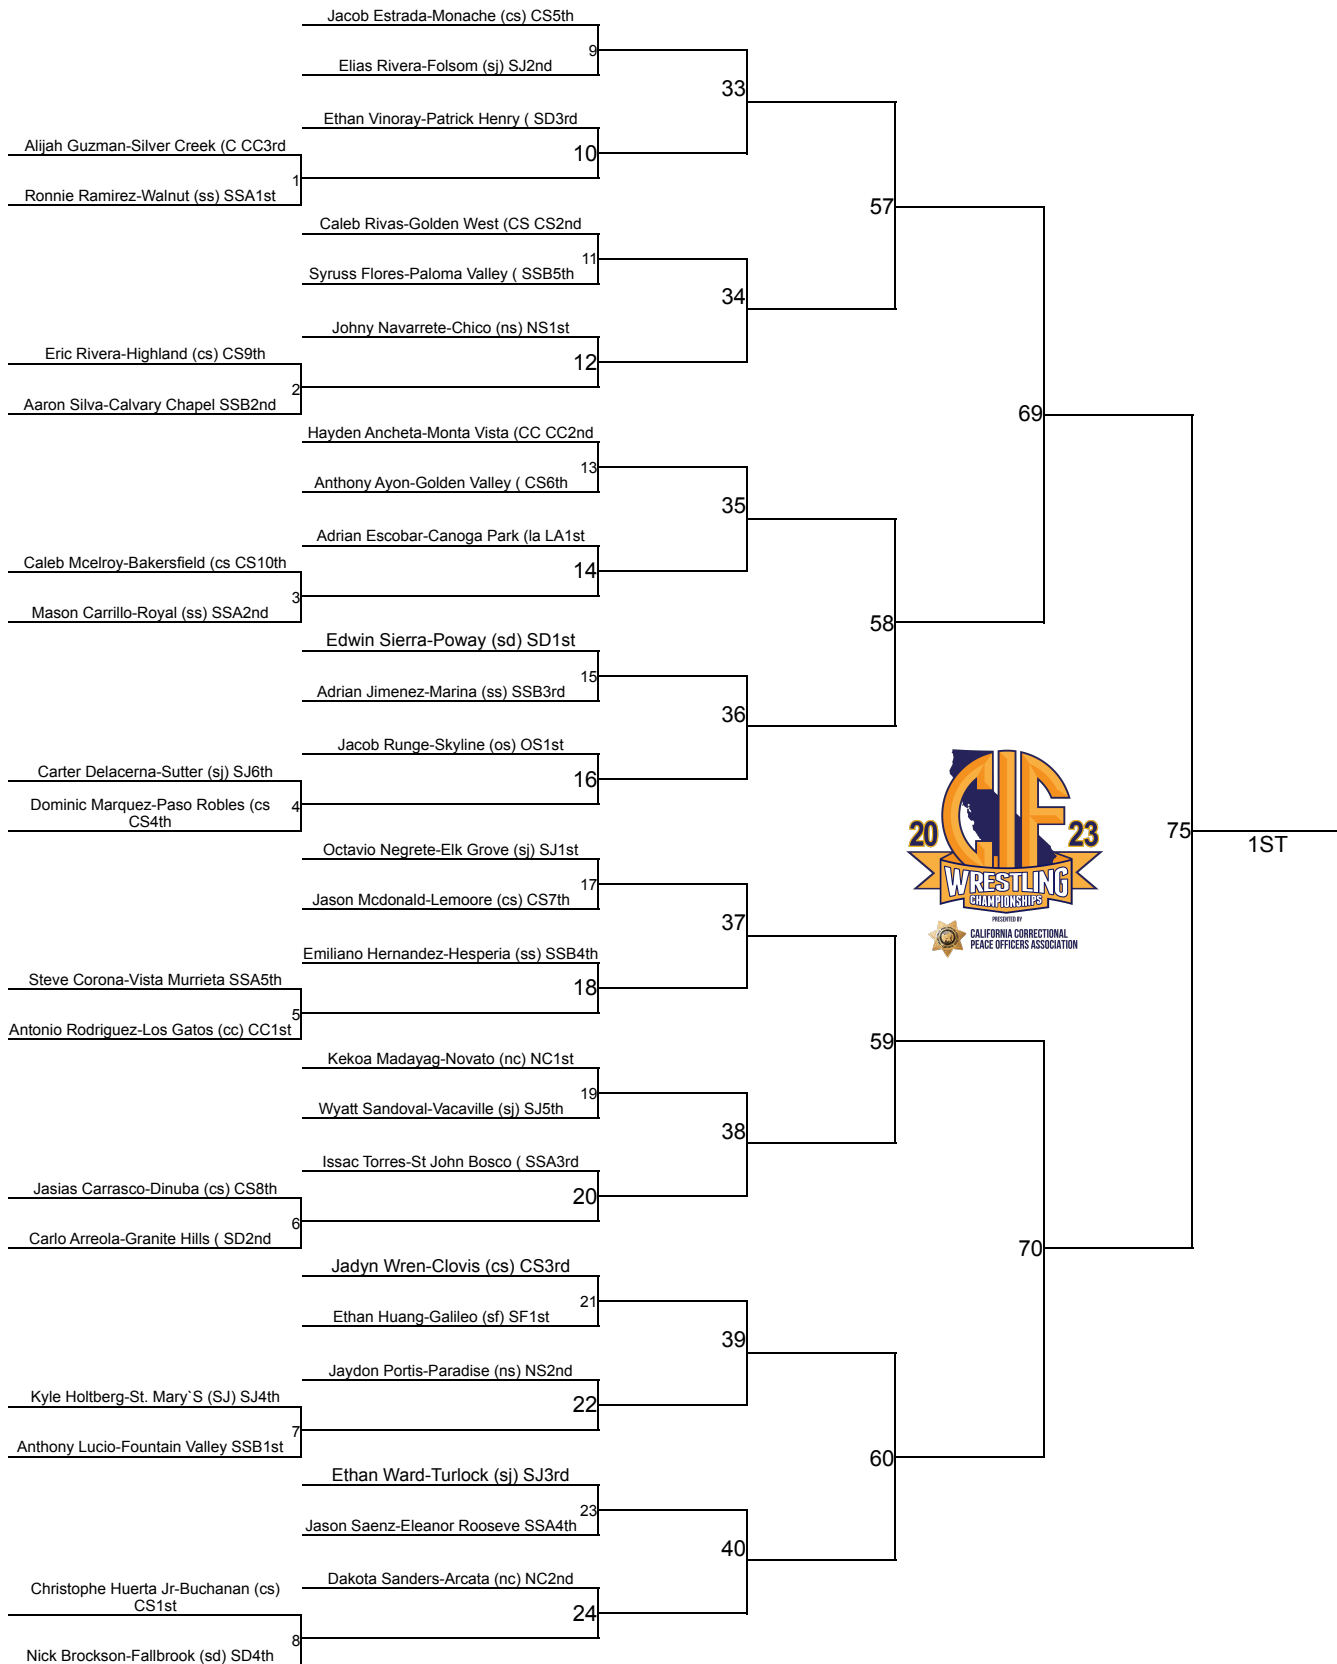 Jacob Estrada-Monache (cs) CS5th
9
Elias Rivera-Folsom (sj) SJ2nd
33
Ethan Vinoray-Patrick Henry ( SD3rd
Alijah Guzman-Silver Creek (C CC3rd
10
1
Ronnie Ramirez-Walnut (ss) SSA1st
57
Caleb Rivas-Golden West (CS CS2nd
11
Syruss Flores-Paloma Valley ( SSB5th
34
Johny Navarrete-Chico (ns) NS1st
Eric Rivera-Highland (cs) CS9th
12
2
Aaron Silva-Calvary Chapel SSB2nd
69
Hayden Ancheta-Monta Vista (CC CC2nd
13
Anthony Ayon-Golden Valley ( CS6th
35
Adrian Escobar-Canoga Park (la LA1st
Caleb Mcelroy-Bakersfield (cs CS10th
14
3
Mason Carrillo-Royal (ss) SSA2nd
58
Edwin Sierra-Poway (sd) SD1st
15
Adrian Jimenez-Marina (ss) SSB3rd
36
Jacob Runge-Skyline (os) OS1st
Carter Delacerna-Sutter (sj) SJ6th
16
4
Dominic Marquez-Paso Robles (cs
CS4th
20 CIF 23
WRESTLING
CHAMPIONSHIPS
PRESENTED BY
CALIFORNIA CORRECTIONAL
PEACE OFFICERS ASSOCIATION
75
1ST
Octavio Negrete-Elk Grove (sj) SJ1st
17
Jason Mcdonald-Lemoore (cs) CS7th
37
Emiliano Hernandez-Hesperia (ss) SSB4th
Steve Corona-Vista Murrieta SSA5th
18
5
Antonio Rodriguez-Los Gatos (cc) CC1st
59
Kekoa Madayag-Novato (nc) NC1st
19
Wyatt Sandoval-Vacaville (sj) SJ5th
38
Issac Torres-St John Bosco ( SSA3rd
Jasias Carrasco-Dinuba (cs) CS8th
20
6
Carlo Arreola-Granite Hills ( SD2nd
70
Jadyn Wren-Clovis (cs) CS3rd
21
Ethan Huang-Galileo (sf) SF1st
39
Jaydon Portis-Paradise (ns) NS2nd
Kyle Holtberg-St. Mary`S (SJ) SJ4th
22
7
Anthony Lucio-Fountain Valley SSB1st
60
Ethan Ward-Turlock (sj) SJ3rd
23
Jason Saenz-Eleanor Rooseve SSA4th
40
Dakota Sanders-Arcata (nc) NC2nd
Christophe Huerta Jr-Buchanan (cs)
CS1st
24
8
Nick Brockson-Fallbrook (sd) SD4th